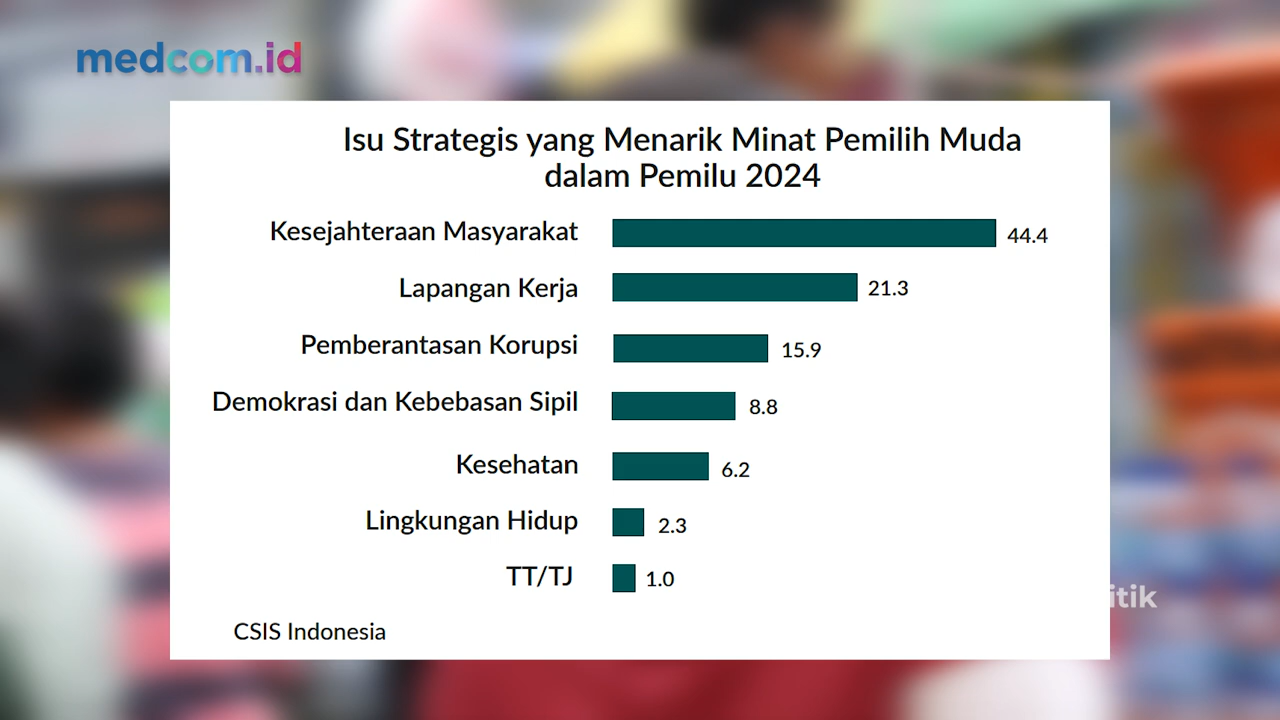 medcom.id
Isu Strategis yang Menarik Minat Pemilih Muda
dalam Pemilu 2024
Kesejahteraan Masyarakat 44.4
Lapangan Kerja 21.3
Pemberantasan Korupsi 15.9
Demokrasi dan Kebebasan Sipil 8.8
Kesehatan 6.2
Lingkungan Hidup 2.3
TT/TJ 1.0
CSIS Indonesia